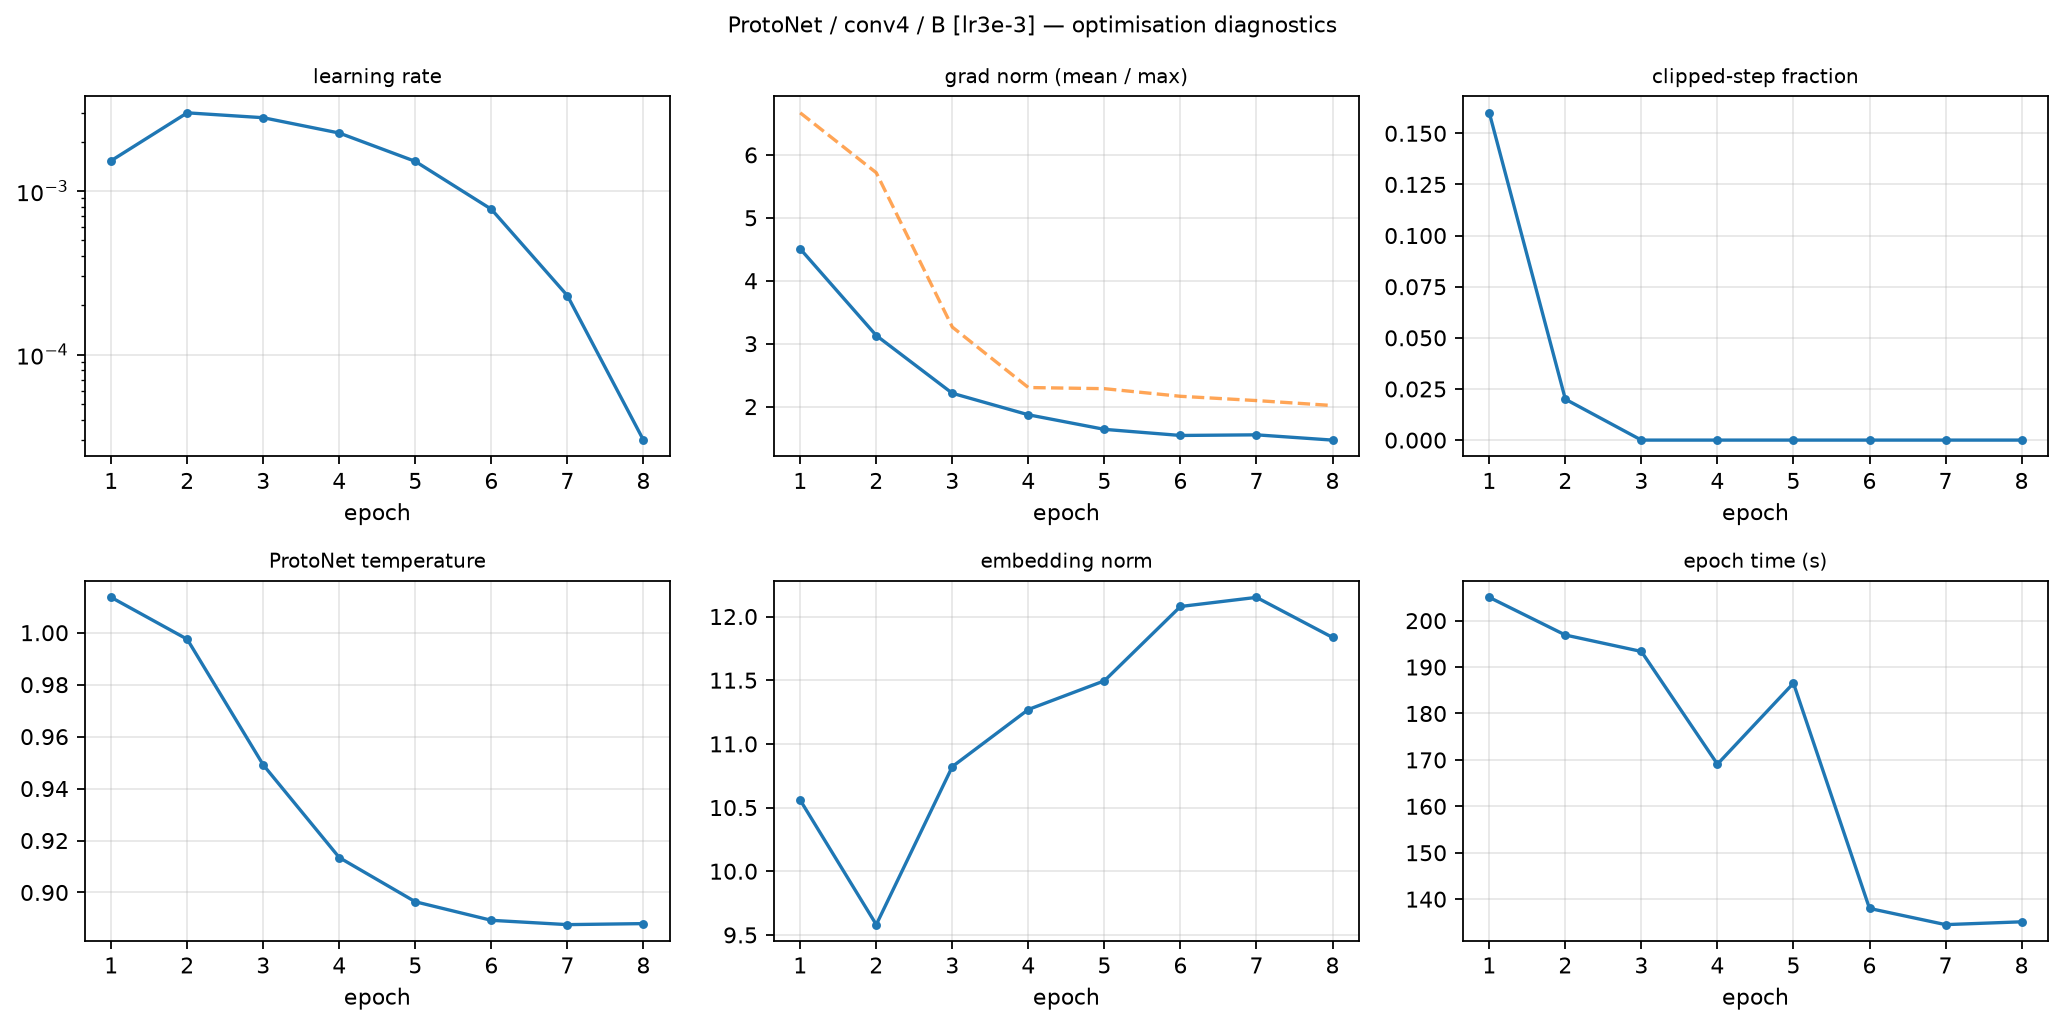 ProtoNet / conv4 / B [lr3e-3] — optimisation diagnostics
learning rate
10⁻³
10⁻⁴
1 2 3 4 5 6 7 8
epoch
grad norm (mean / max)
6
5
4
3
2
1 2 3 4 5 6 7 8
epoch
clipped-step fraction
0.150
0.125
0.100
0.075
0.050
0.025
0.000
1 2 3 4 5 6 7 8
epoch
ProtoNet temperature
1.00
0.98
0.96
0.94
0.92
0.90
1 2 3 4 5 6 7 8
epoch
embedding norm
12.0
11.5
11.0
10.5
10.0
9.5
1 2 3 4 5 6 7 8
epoch
epoch time (s)
200
190
180
170
160
150
140
1 2 3 4 5 6 7 8
epoch